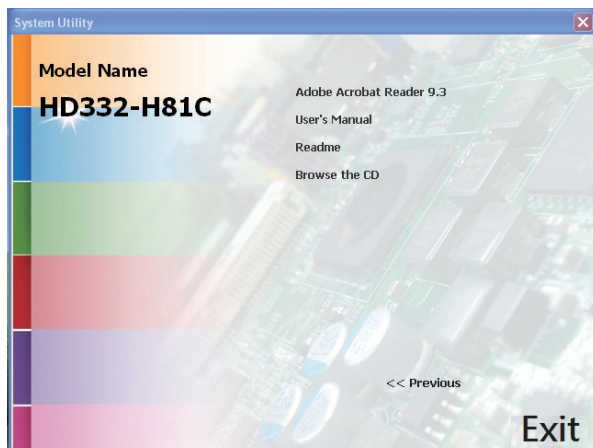 System Utility
Model Name
HD332-H81C
Adobe Acrobat Reader 9.3
User's Manual
Readme
Browse the CD
<< Previous
Exit